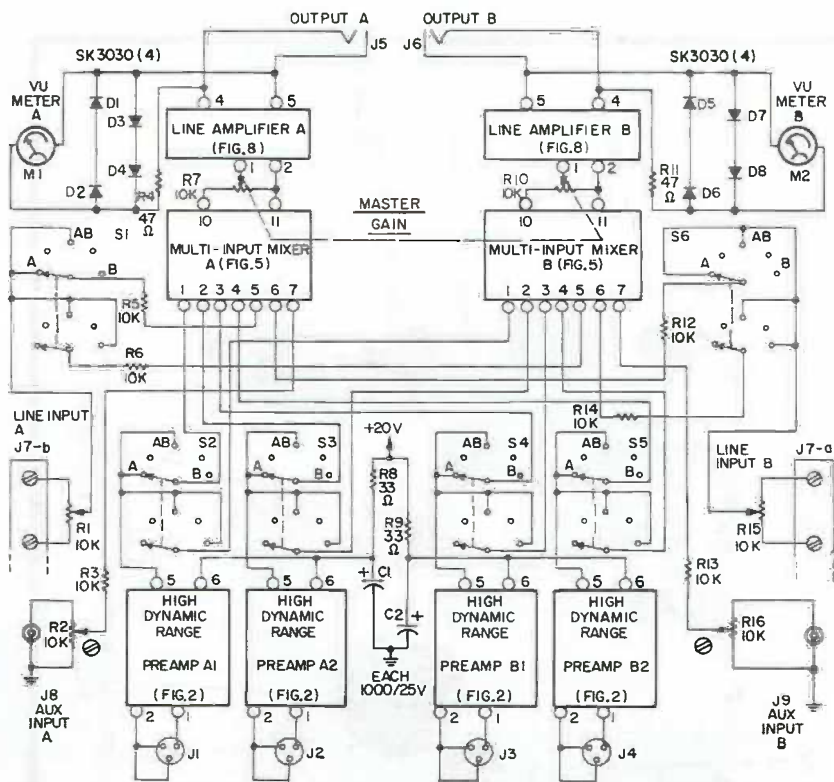 OUTPUT A
OUTPUT B
J5
J6
SK3030 (4)
SK3030 (4)
VU METER A
M1
D1
D3
D4
D2
R4
47 Ω
4
5
LINE AMPLIFIER A
(FIG.8)
1
2
R7
10K
10
11
MULTI-INPUT MIXER
A (FIG.5)
1 2 3 4 5 6 7
MASTER
GAIN
5
4
LINE AMPLIFIER B
(FIG.8)
1
2
R10
10K
10
11
MULTI-INPUT MIXER
B (FIG.5)
1 2 3 4 5 6 7
R11
47
Ω
D5
D7
D8
D6
VU
METER
B
M2
AB
S1
A
B
R5
10K
R6
10K
S6
AB
A
B
R12
10K
R14
10K
LINE INPUT
A
J7-b
R1
10K
R3
10K
R2
10K
J8
AUX
INPUT
A
AB
S2
A
B
AB
S3
A
B
+20V
R8
33
Ω
R9
33
Ω
C1
+
C2
+
EACH
1000/25V
AB
S4
A
B
AB
S5
A
B
LINE
INPUT B
J7-a
R15
10K
R13
10K
R16
10K
J9
AUX
INPUT
B
5
6
HIGH
DYNAMIC
RANGE
PREAMP A1
(FIG.2)
2
1
J1
5
6
HIGH
DYNAMIC
RANGE
PREAMP A2
(FIG.2)
2
1
J2
5
6
HIGH
DYNAMIC
RANGE
PREAMP B1
(FIG.2)
2
1
J3
5
6
HIGH
DYNAMIC
RANGE
PREAMP B2
(FIG.2)
2
1
J4